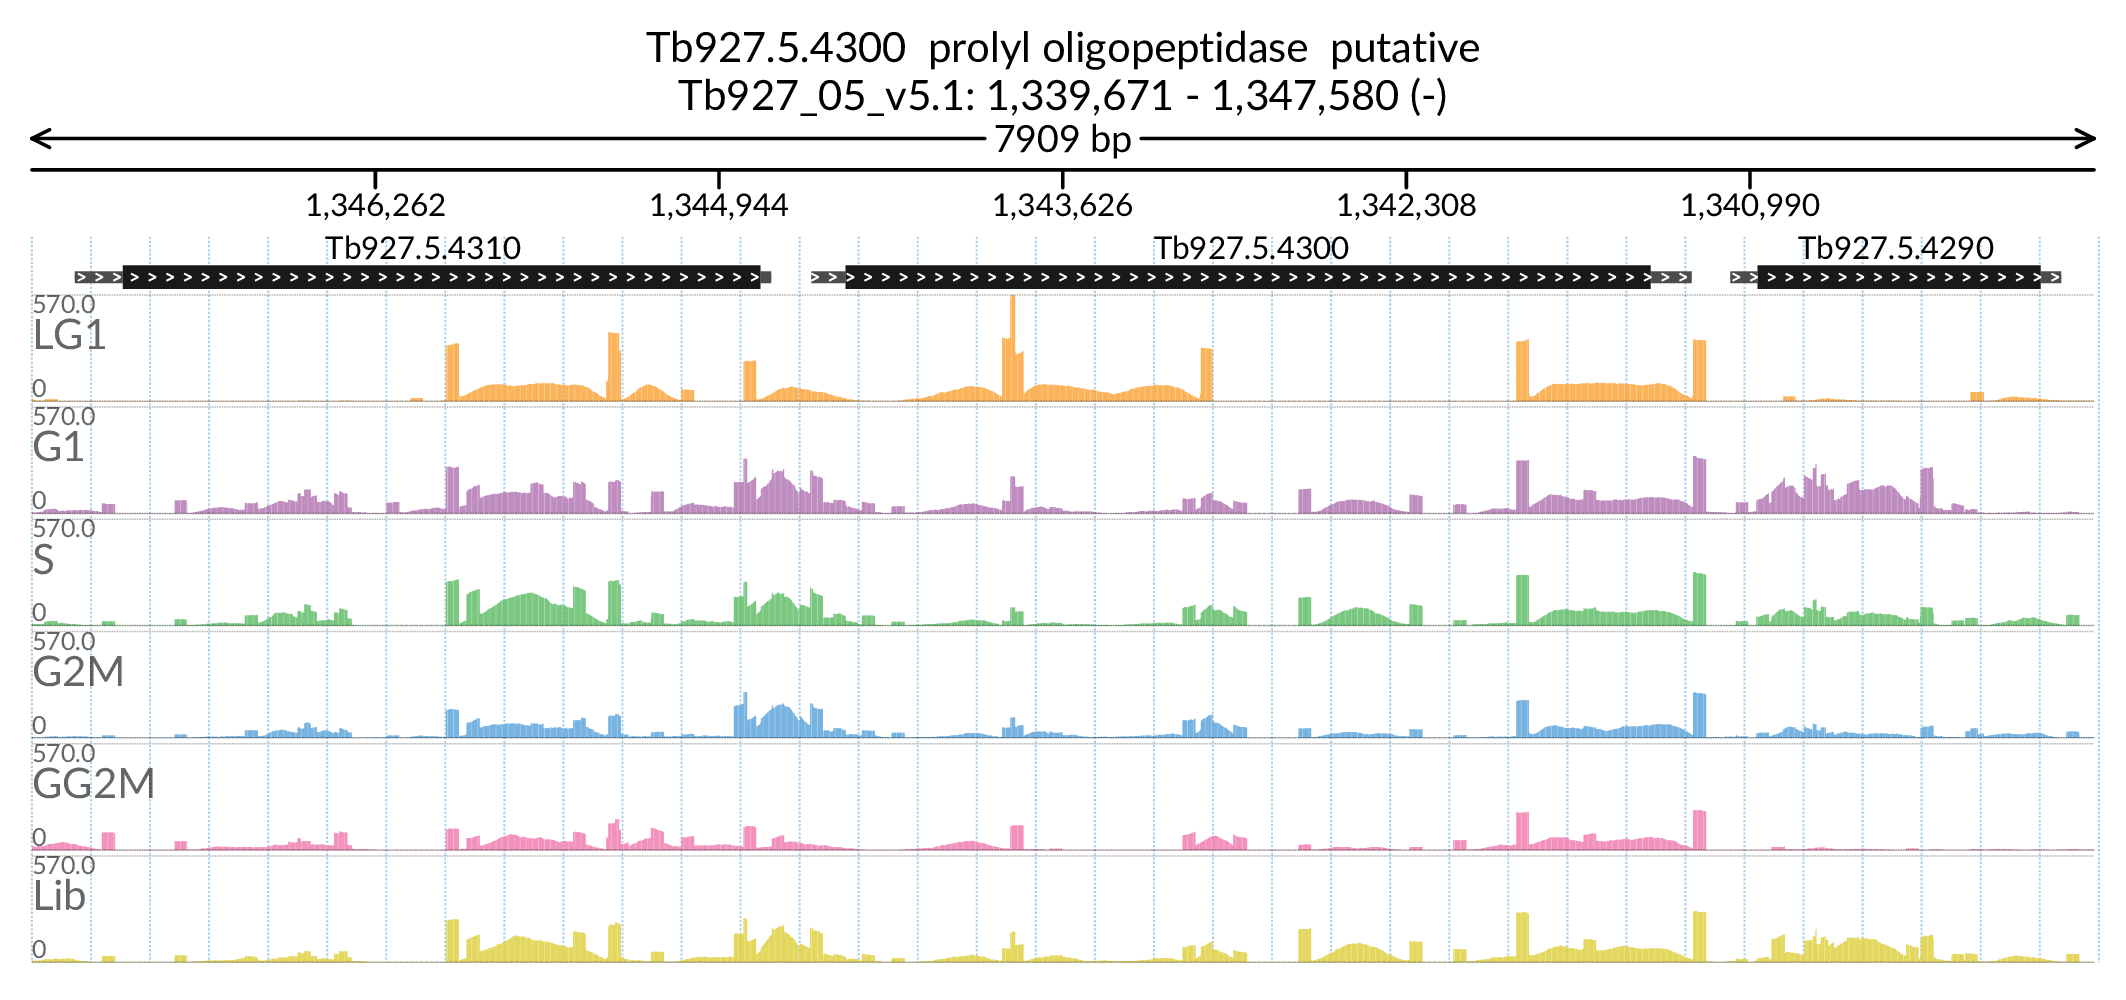 Tb927.5.4300  prolyl oligopeptidase  putative
Tb927_05_v5.1: 1,339,671 - 1,347,580 (-)
7909 bp
1,346,262 1,344,944 1,343,626 1,342,308 1,340,990
Tb927.5.4310 Tb927.5.4300 Tb927.5.4290
570.0
LG1
0
570.0
G1
0
570.0
S
0
570.0
G2M
0
570.0
GG2M
0
570.0
Lib
0